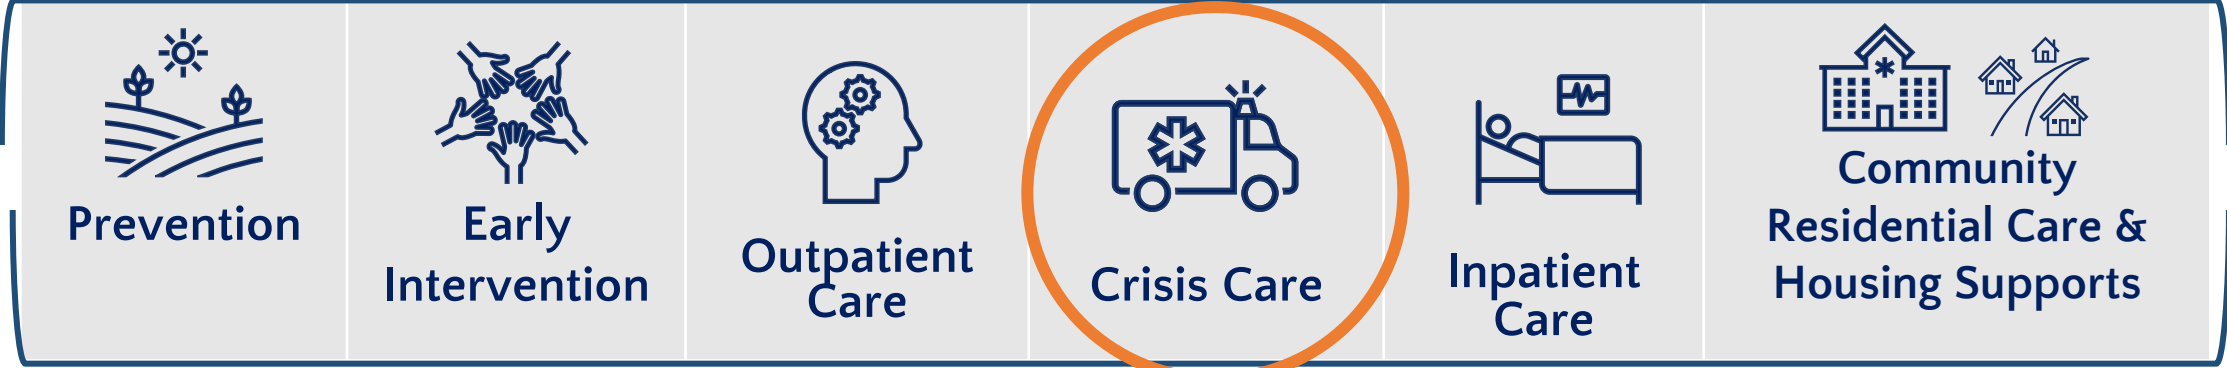 Prevention
Early
Intervention
Outpatient
Care
Crisis Care
Inpatient
Care
Community
Residential Care &
Housing Supports